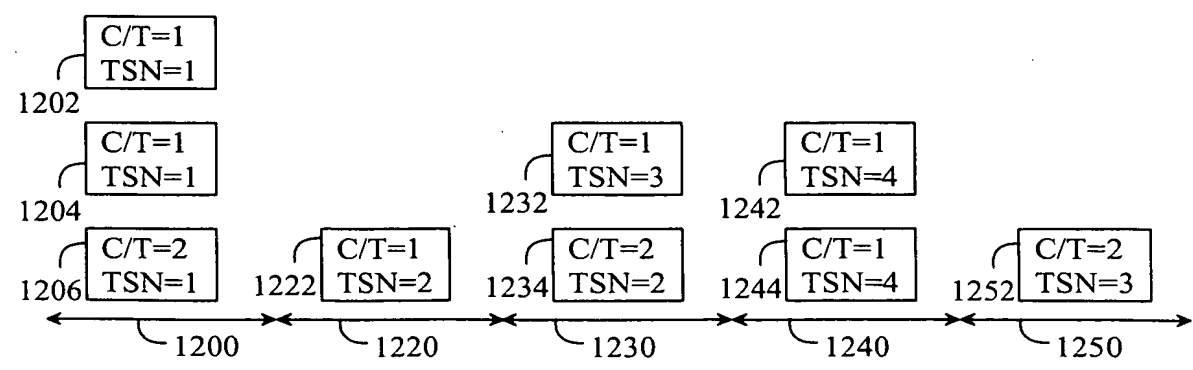 C/T=1
TSN=1
1202
C/T=1
TSN=1
1204
C/T=1
TSN=3
1232
C/T=1
TSN=4
1242
C/T=2
TSN=1
1206
C/T=1
TSN=2
1222
C/T=2
TSN=2
1234
C/T=1
TSN=4
1244
C/T=2
TSN=3
1252
1200
1220
1230
1240
1250